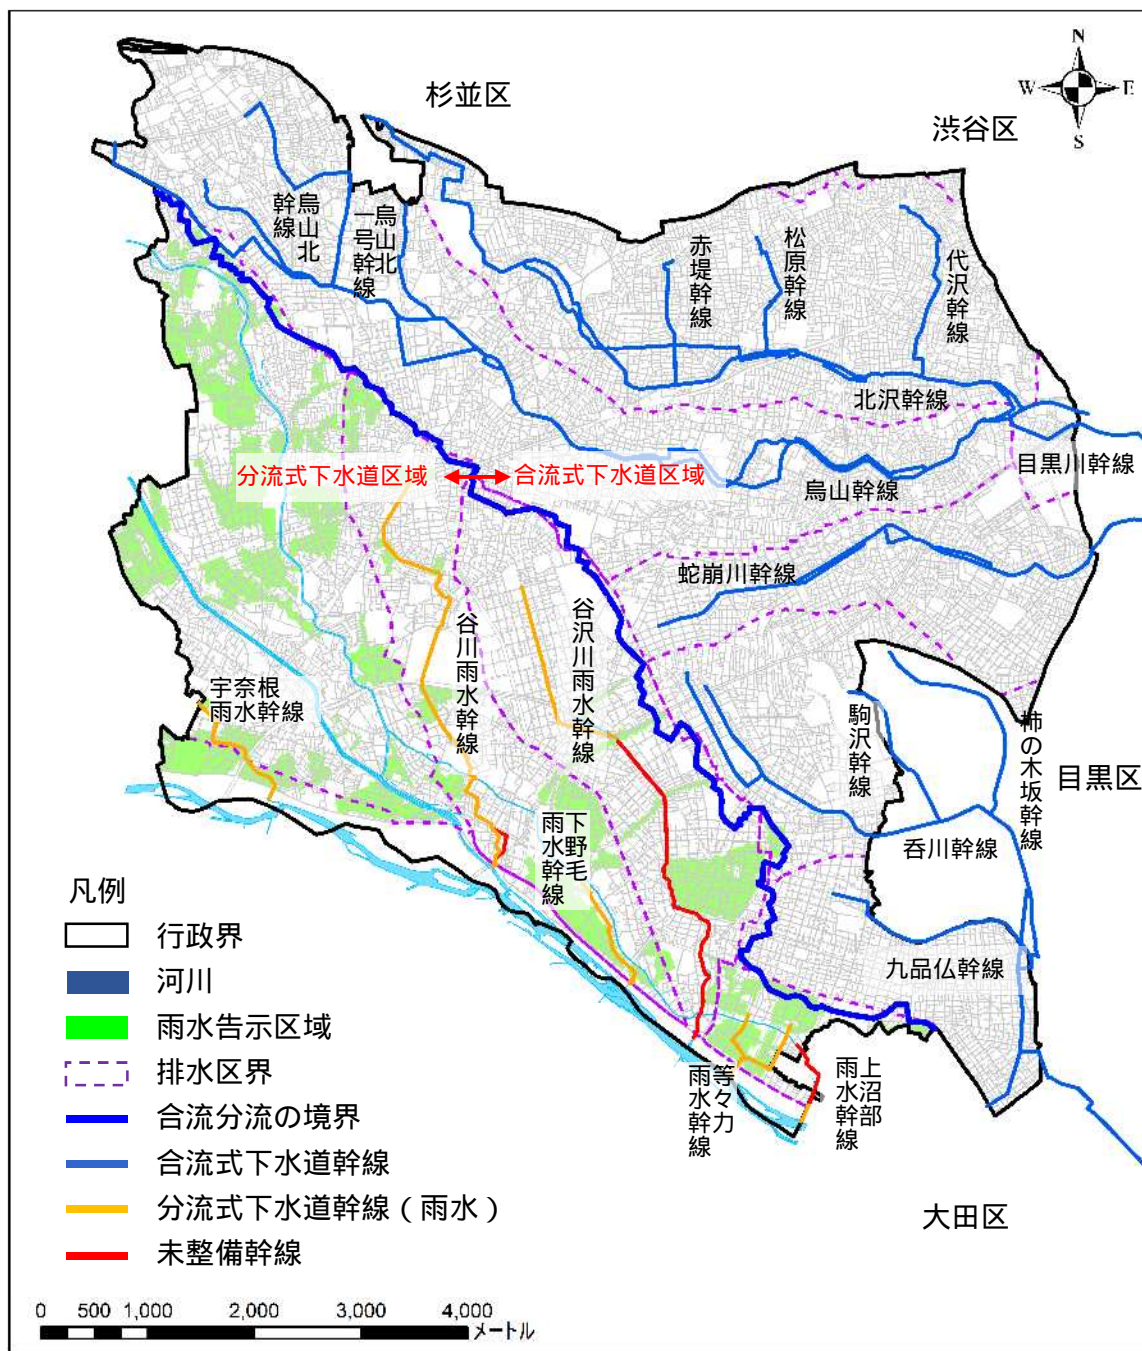 杉並区
渋谷区
N
W
E
S
烏山北
幹線
烏山北
一号幹線
赤堤幹線
松原幹線
代沢幹線
北沢幹線
目黒川幹線
分流式下水道区域
合流式下水道区域
烏山幹線
蛇崩川幹線
谷川雨水幹線
谷沢川雨水幹線
宇奈根
雨水幹線
駒沢幹線
柿の木坂幹線
目黒区
下野毛
雨水幹線
呑川幹線
九品仏幹線
等々力
雨水幹線
上沼部
雨水幹線
大田区
凡例
行政界
河川
雨水告示区域
排水区界
合流分流の境界
合流式下水道幹線
分流式下水道幹線（雨水）
未整備幹線
0 500 1,000 2,000 3,000 4,000
メートル